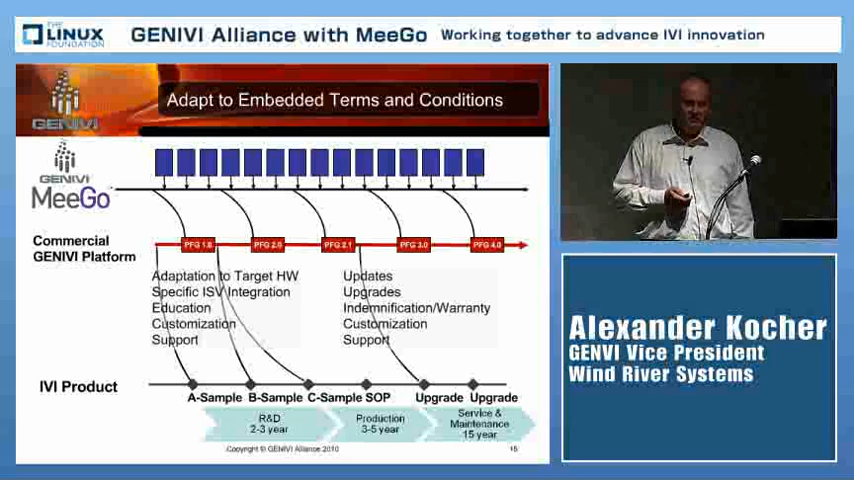 THE LINUX FOUNDATION
GENIVI Alliance with MeeGo Working together to advance IVI innovation
GENIVI
Adapt to Embedded Terms and Conditions
GENIVI
MeeGo
Commercial
GENIVI Platform
PFG 1.0
PFG 2.0
PFG 2.1
PFG 3.0
PFG 4.0
Adaptation to Target HW
Specific ISV Integration
Education
Customization
Support
Updates
Upgrades
Indemnification/Warranty
Customization
Support
IVI Product
A-Sample B-Sample C-Sample SOP Upgrade Upgrade
R&D
2-3 year
Production
3-5 year
Service &
Maintenance
15 year
Copyright © GENIVI Alliance 2010
15
Alexander Kocher
GENVI Vice President
Wind River Systems